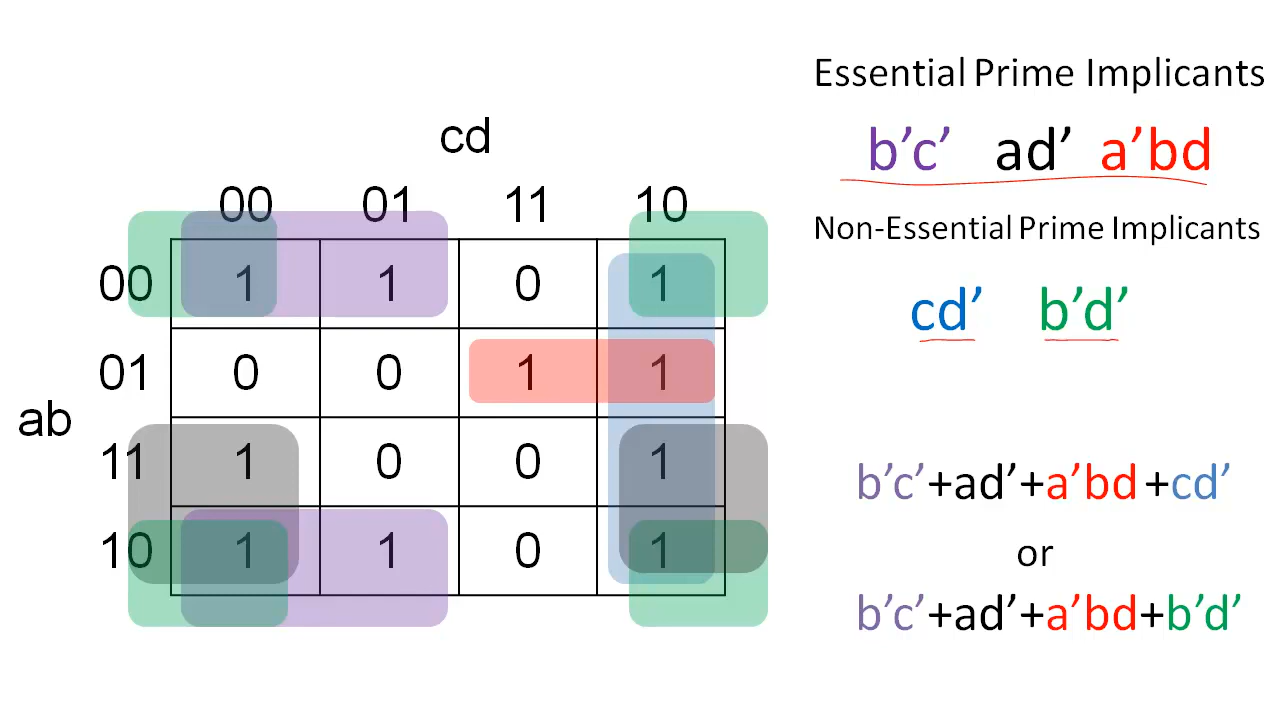 Essential Prime Implicants
b’c’ ad’ a’bd
Non-Essential Prime Implicants
cd’ b’d’
b’c’+ad’+a’bd+cd’
or
b’c’+ad’+a’bd+b’d’
cd
00 01 11 10
00 1 1 0 1
01 0 0 1 1
ab
11 1 0 0 1
10 1 1 0 1